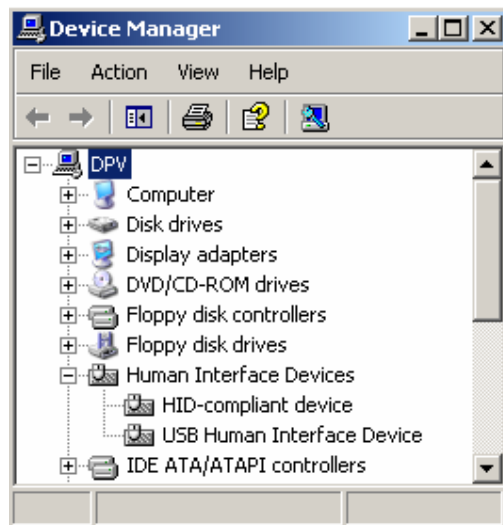 Device Manager
File Action View Help
DPV
Computer
Disk drives
Display adapters
DVD/CD-ROM drives
Floppy disk controllers
Floppy disk drives
Human Interface Devices
HID-compliant device
USB Human Interface Device
IDE ATA/ATAPI controllers